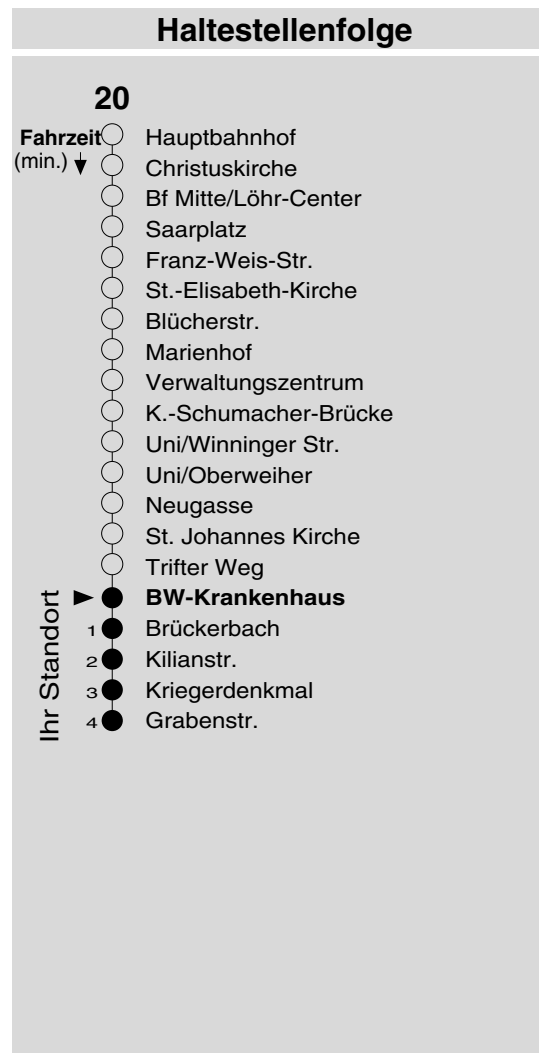 Haltestellenfolge
20
Fahrzeit
(min.)
Hauptbahnhof
Christuskirche
Bf Mitte/Löhr-Center
Saarplatz
Franz-Weis-Str.
St.-Elisabeth-Kirche
Blücherstr.
Marienhof
Verwaltungszentrum
K.-Schumacher-Brücke
Uni/Winninger Str.
Uni/Oberweiher
Neugasse
St. Johannes Kirche
Trifter Weg
Ihr Standort
BW-Krankenhaus
1 Brückerbach
2 Kilianstr.
3 Kriegerdenkmal
4 Grabenstr.